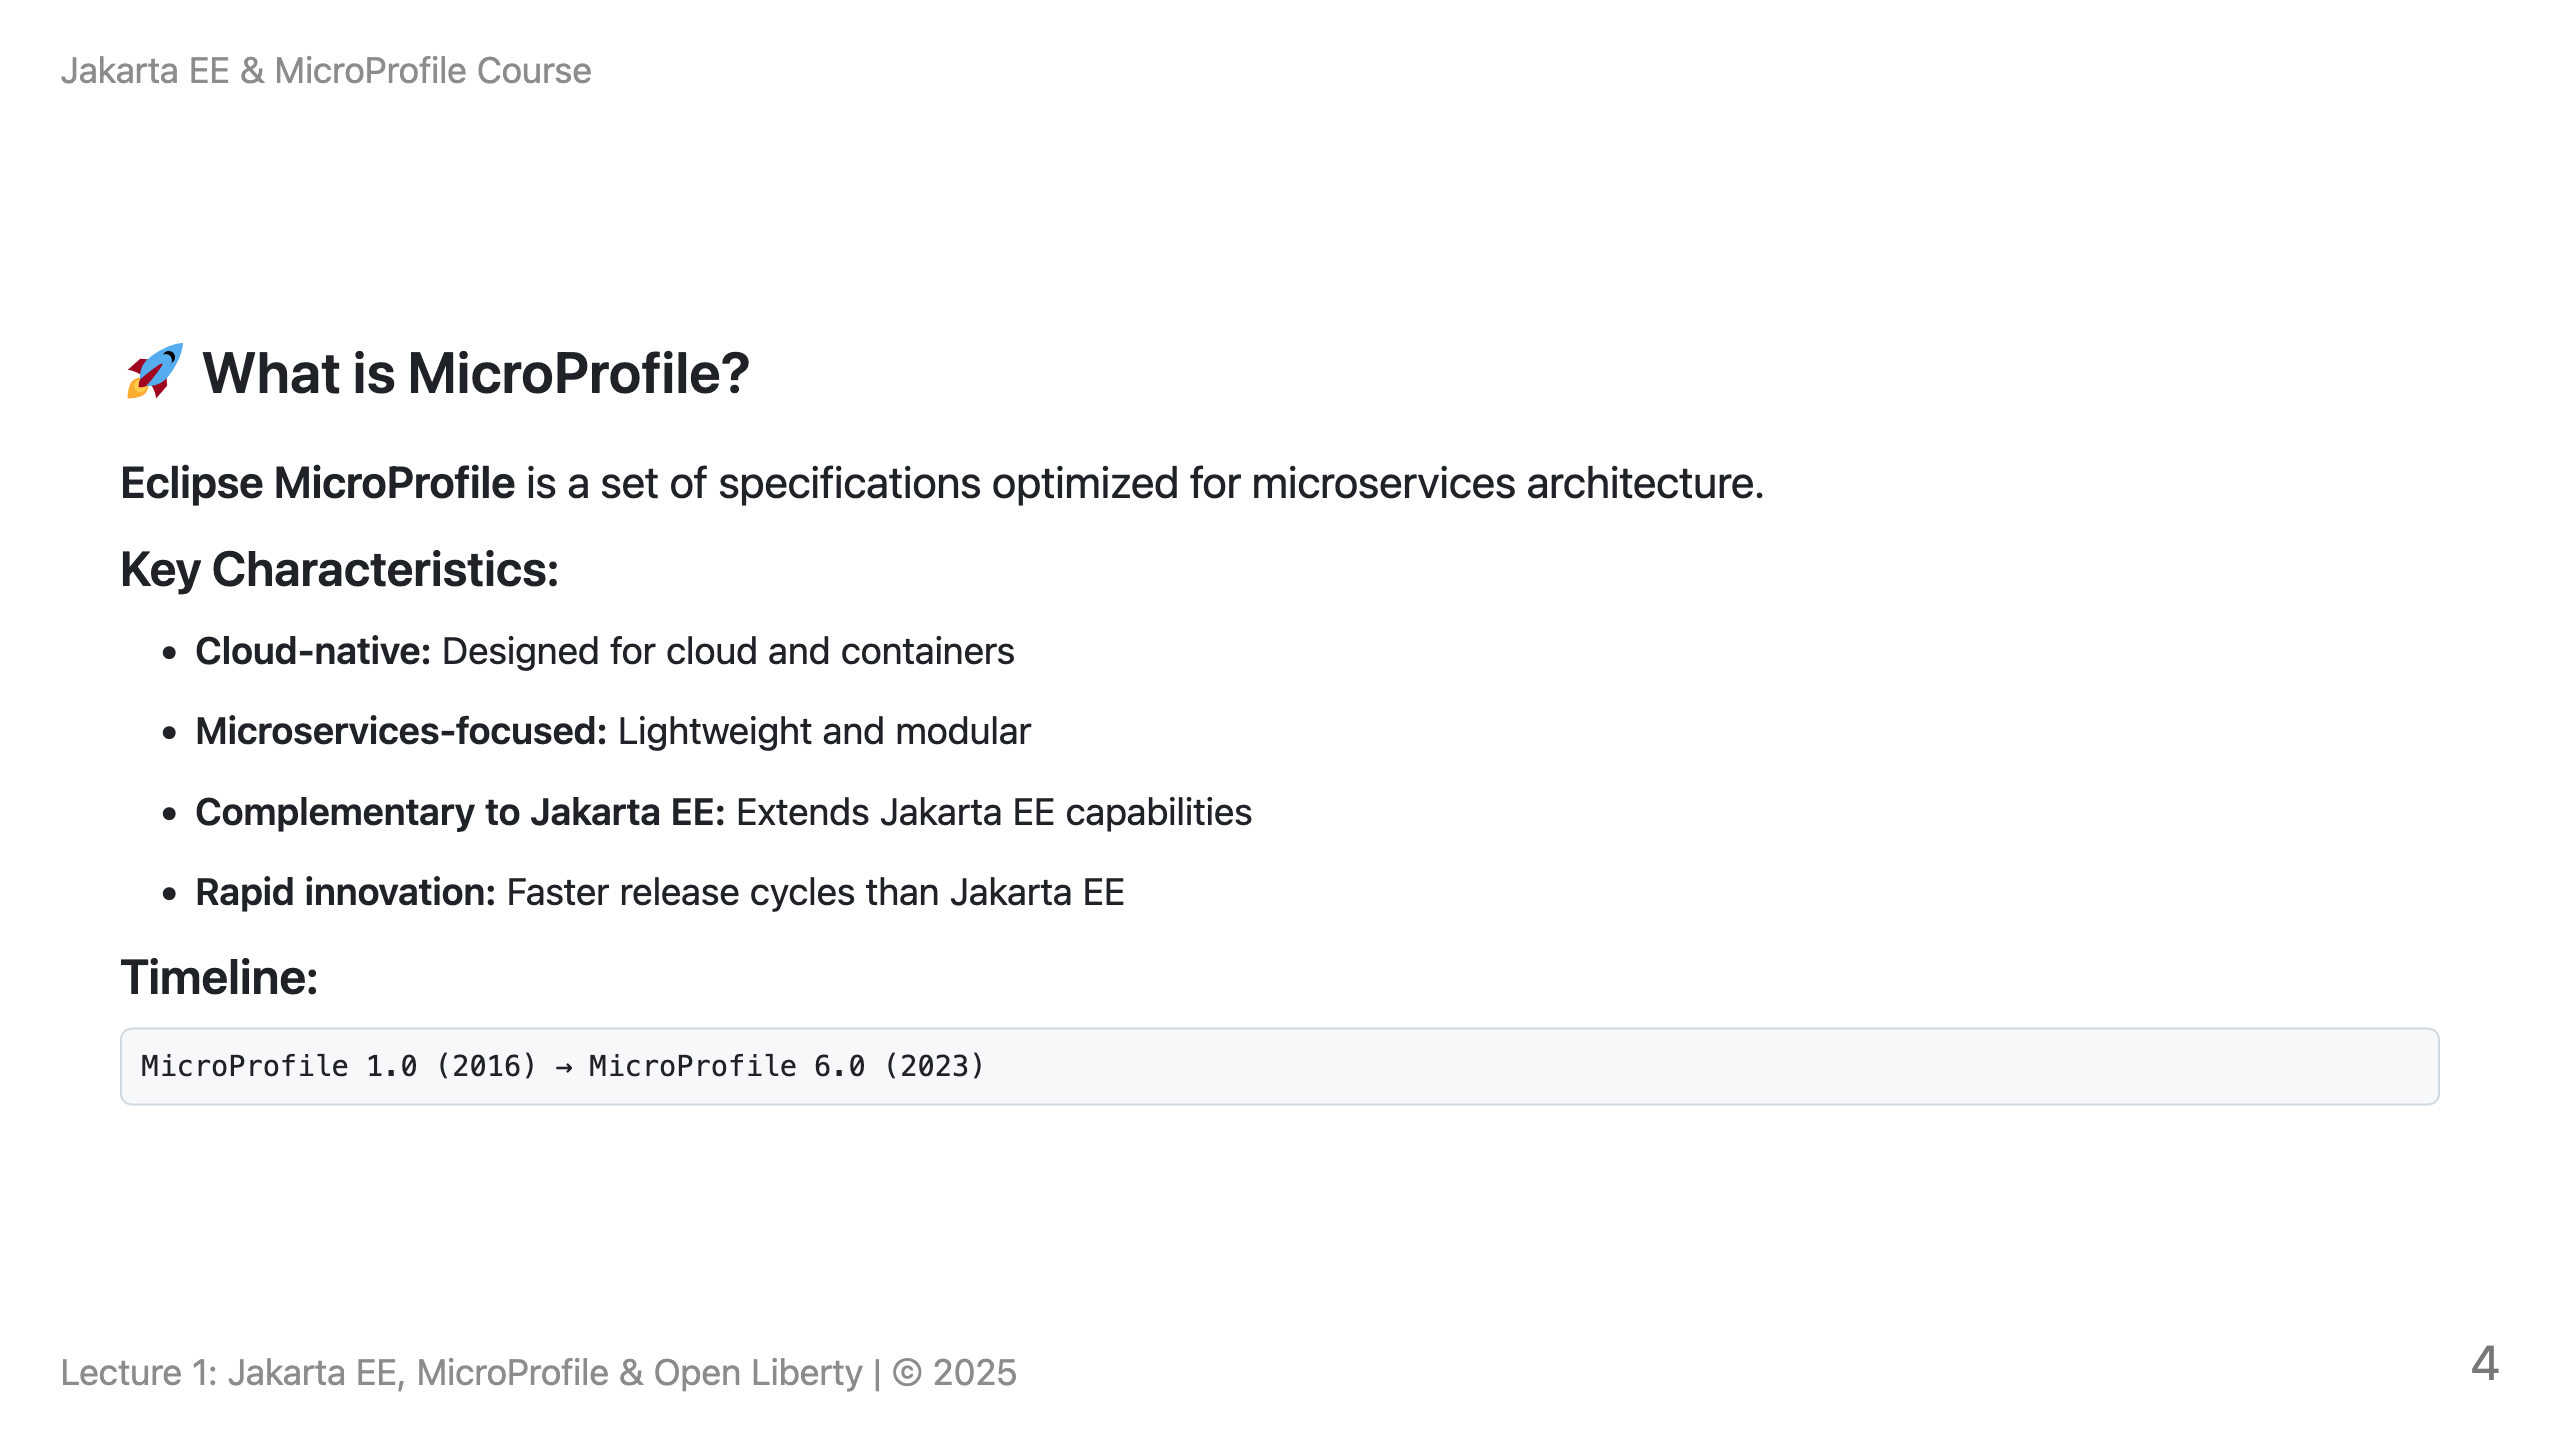 Jakarta EE & MicroProfile Course
🚀 What is MicroProfile?
Eclipse MicroProfile is a set of specifications optimized for microservices architecture.
Key Characteristics:
• Cloud-native: Designed for cloud and containers
• Microservices-focused: Lightweight and modular
• Complementary to Jakarta EE: Extends Jakarta EE capabilities
• Rapid innovation: Faster release cycles than Jakarta EE
Timeline:
MicroProfile 1.0 (2016) → MicroProfile 6.0 (2023)
Lecture 1: Jakarta EE, MicroProfile & Open Liberty | © 2025
4